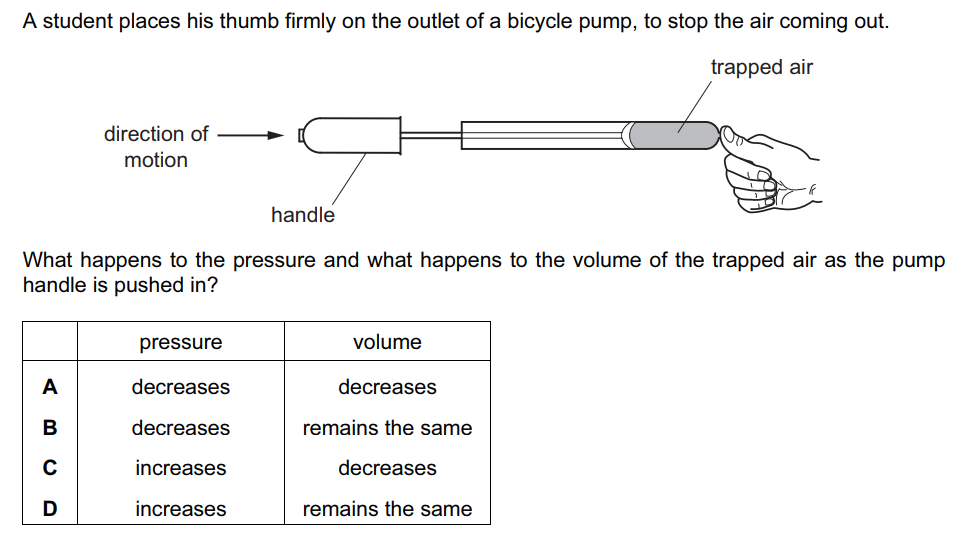 A student places his thumb firmly on the outlet of a bicycle pump, to stop the air coming out.
trapped air
direction of
motion
handle
What happens to the pressure and what happens to the volume of the trapped air as the pump
handle is pushed in?
pressure volume
A decreases decreases
B decreases remains the same
C increases decreases
D increases remains the same